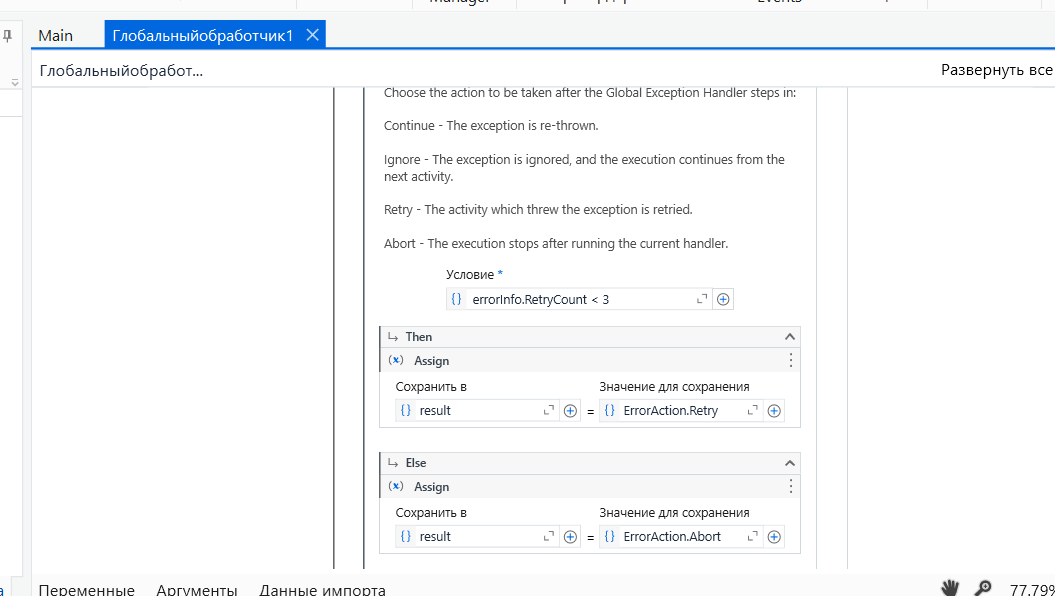 Manager
Events
Main
Глобальныйобработчик1
Глобальныйобработ...
Развернуть все
Choose the action to be taken after the Global Exception Handler steps in:
Continue - The exception is re-thrown.
Ignore - The exception is ignored, and the execution continues from the
next activity.
Retry - The activity which threw the exception is retried.
Abort - The execution stops after running the current handler.
Условие *
{} errorInfo.RetryCount < 3
Then
(x) Assign
Сохранить в Значение для сохранения
{} result = {} ErrorAction.Retry
Else
(x) Assign
Сохранить в Значение для сохранения
{} result = {} ErrorAction.Abort
Переменные Аргументы Данные импорта 77.79%